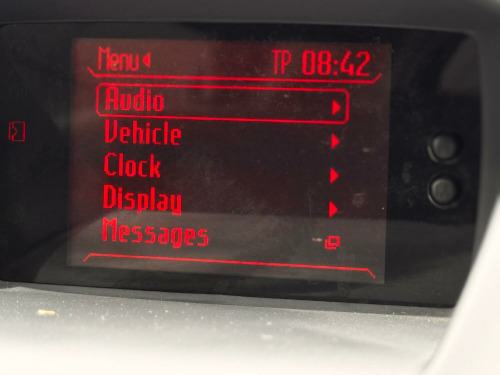 Menu
TP 08:42
Audio
Vehicle
Clock
Display
Messages